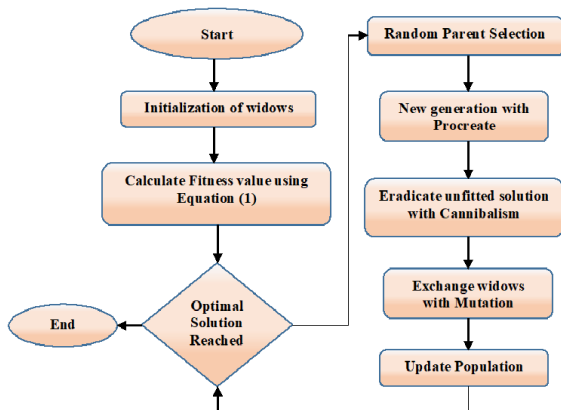 Start
Initialization of widows
Calculate Fitness value using
Equation (1)
Optimal
Solution
Reached
End
Random Parent Selection
New generation with
Procreate
Eradicate unfitted solution
with Cannibalism
Exchange widows
with Mutation
Update Population